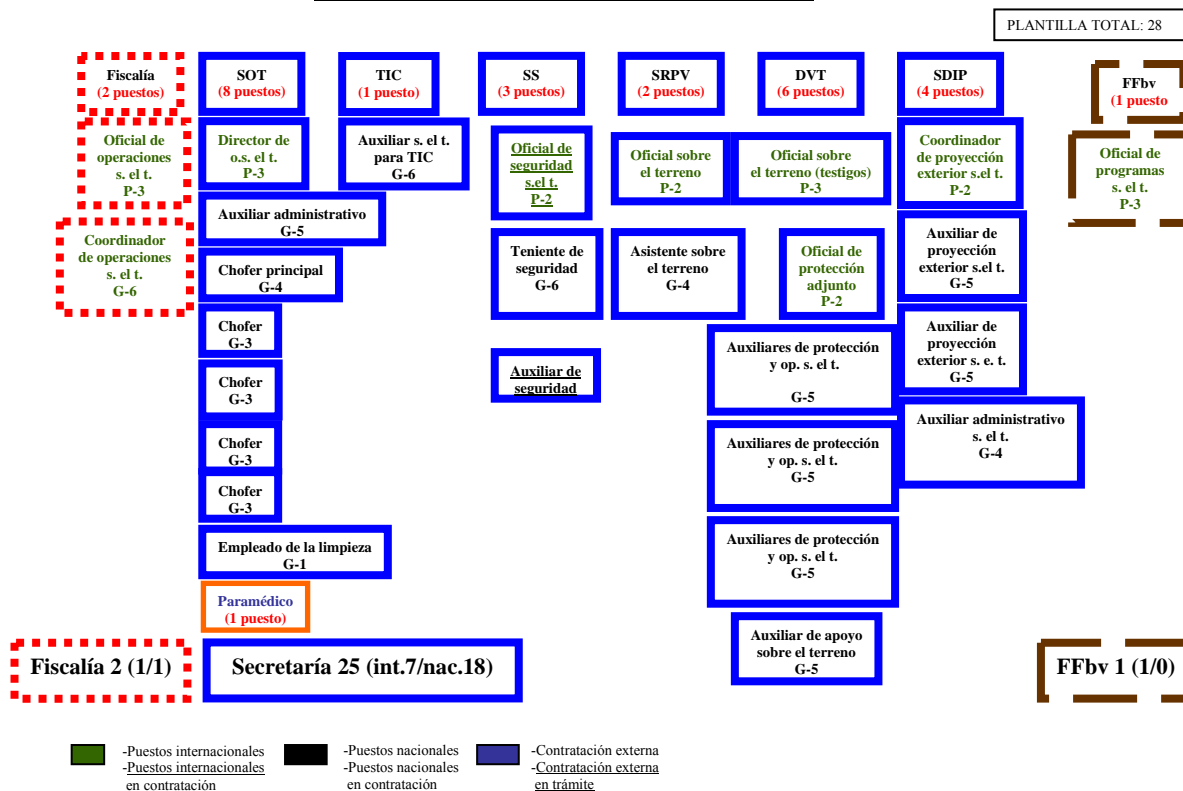 PLANTILLA TOTAL: 28
Fiscalía
(2 puestos)
SOT
(8 puestos)
TIC
(1 puesto)
SS
(3 puestos)
SRPV
(2 puestos)
DVT
(6 puestos)
SDIP
(4 puestos)
FFbv
(1 puesto
Oficial de
operaciones
s. el t.
P-3
Director de
o.s. el t.
P-3
Auxiliar s. el t.
para TIC
G-6
Oficial de
seguridad
s.el t.
P-2
Oficial sobre
el terreno
P-2
Oficial sobre
el terreno (testigos)
P-3
Coordinador
de proyección
exterior s.el t.
P-2
Oficial de
programas
s. el t.
P-3
Auxiliar administrativo
G-5
Coordinador
de operaciones
s. el t.
G-6
Chofer principal
G-4
Teniente de
seguridad
G-6
Asistente sobre
el terreno
G-4
Oficial de
protección
adjunto
P-2
Auxiliar de
proyección
exterior s.el t.
G-5
Chofer
G-3
Auxiliares de protección
y op. s. el t.
G-5
Auxiliar de
proyección
exterior s. e. t.
G-5
Chofer
G-3
Auxiliar de
seguridad
Auxiliar administrativo
s. el t.
G-4
Chofer
G-3
Auxiliares de protección
y op. s. el t.
G-5
Chofer
G-3
Empleado de la limpieza
G-1
Auxiliares de protección
y op. s. el t.
G-5
Paramédico
(1 puesto)
Auxiliar de apoyo
sobre el terreno
G-5
Fiscalía 2 (1/1)
Secretaría 25 (int.7/nac.18)
FFbv 1 (1/0)
-Puestos internacionales
-Puestos internacionales
en contratación
-Puestos nacionales
-Puestos nacionales
en contratación
-Contratación externa
-Contratación externa
en trámite